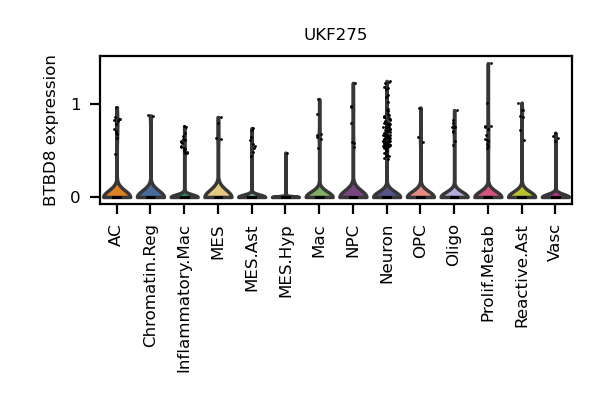 UKF275
BTBD8 expression
1
0
AC
Chromatin.Reg
Inflammatory.Mac
MES
MES.Ast
MES.Hyp
Mac
NPC
Neuron
OPC
Oligo
Prolif.Metab
Reactive.Ast
Vasc